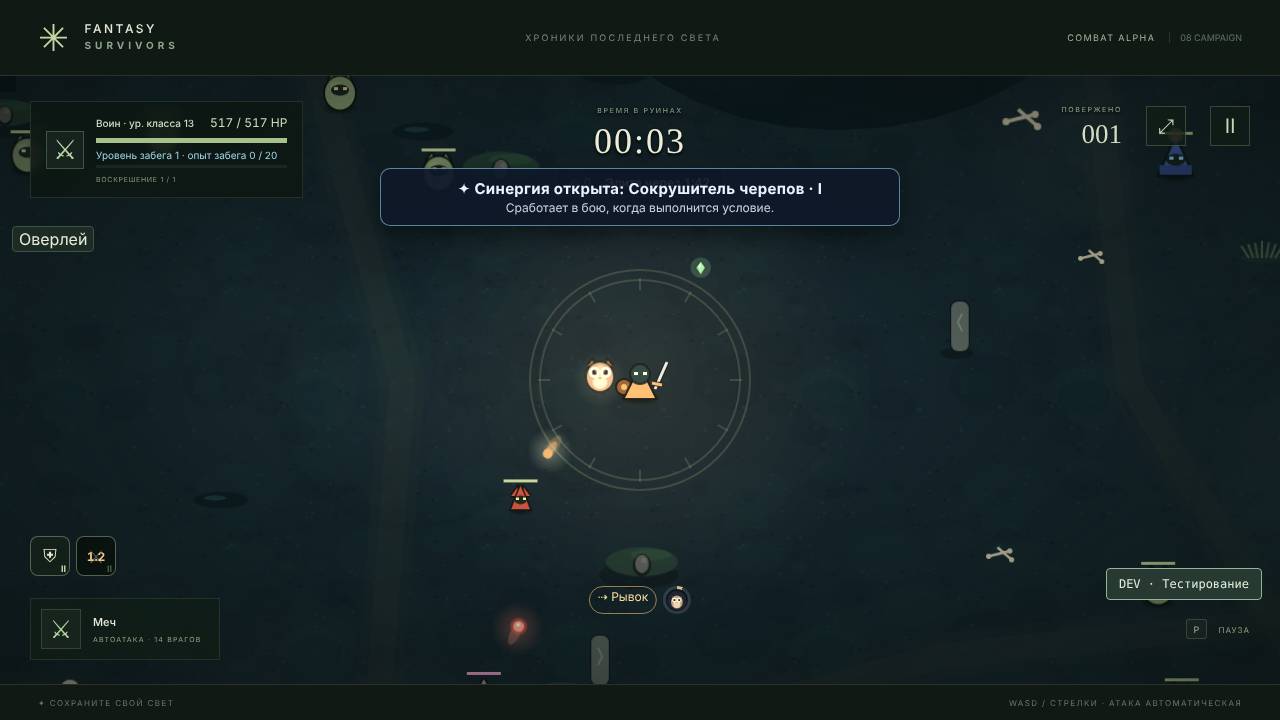 FANTASY
SURVIVORS
ХРОНИКИ ПОСЛЕДНЕГО СВЕТА
COMBAT ALPHA
08 CAMPAIGN
Воин · ур. класса 13
517 / 517 HP
Уровень забега 1 · опыт забега 0 / 20
ВОСКРЕШЕНИЕ 1 / 1
ВРЕМЯ В РУИНАХ
00:03
ПОВЕРЖЕНО
001
✦ Синергия открыта: Сокрушитель черепов · I
Сработает в бою, когда выполнится условие.
Оверлей
II
1.2
II
Меч
АВТОАТАКА · 14 ВРАГОВ
⇢ Рывок
DEV · Тестирование
P
ПАУЗА
✦ СОХРАНИТЕ СВОЙ СВЕТ
WASD / СТРЕЛКИ · АТАКА АВТОМАТИЧЕСКАЯ